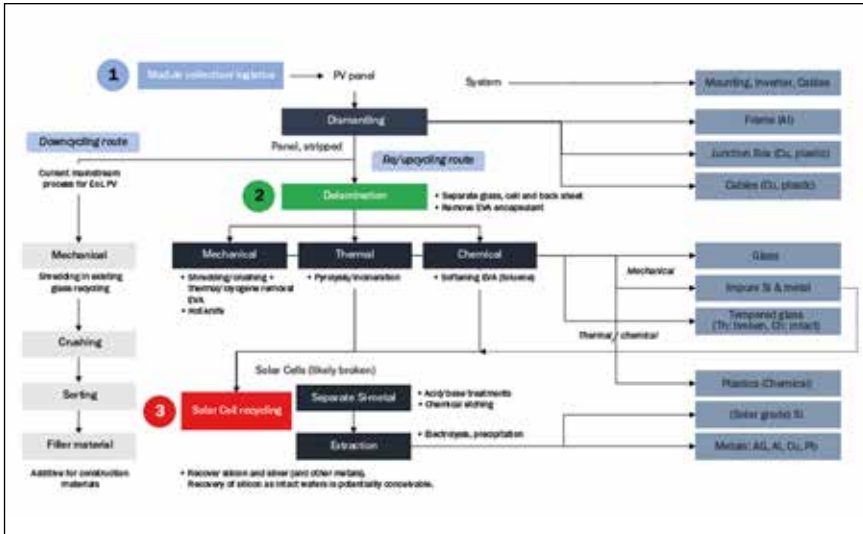 1
Module collection/logistics
PV panel
System
Mounting, Inverter, Cables
Dismantling
Frame (Al)
Downcycling route
Panel, stripped
Re/upcycling route
Junction Box (Cu, plastic)
Current mainstream
process for EoL PV
2
Delamination
• Separate glass, cell and back sheet
• Remove EVA encapsulant
Cables (Cu, plastic)
Mechanical
Shredding in existing
glass recycling
Mechanical
• Shredding/crushing +
thermo/cryogene removal
EVA
• Hot knife
Thermal
• Pyrolysis/incineration
Chemical
• Softening EVA (toluene)
Glass
Mechanical
Impure Si & metal
Tempered glass
(Th: broken, Ch: intact)
Thermal/ chemical
Crushing
Solar Cells (likely broken)
Plastics (Chemical)
Sorting
3
Solar Cell recycling
Separate Si-metal
• Acid/base treatments
• Chemical etching
(Solar grade) Si
Filler material
Extraction
• Electrolysis, precipitation
Metals: AG, Al, Cu, Pb
Additive for construction
materials
• Recover silicon and silver (and other metals).
Recovery of silicon as intact wafers is potentially conceivable.